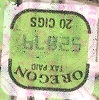 OREGON
TAX PAID
20 CIGS